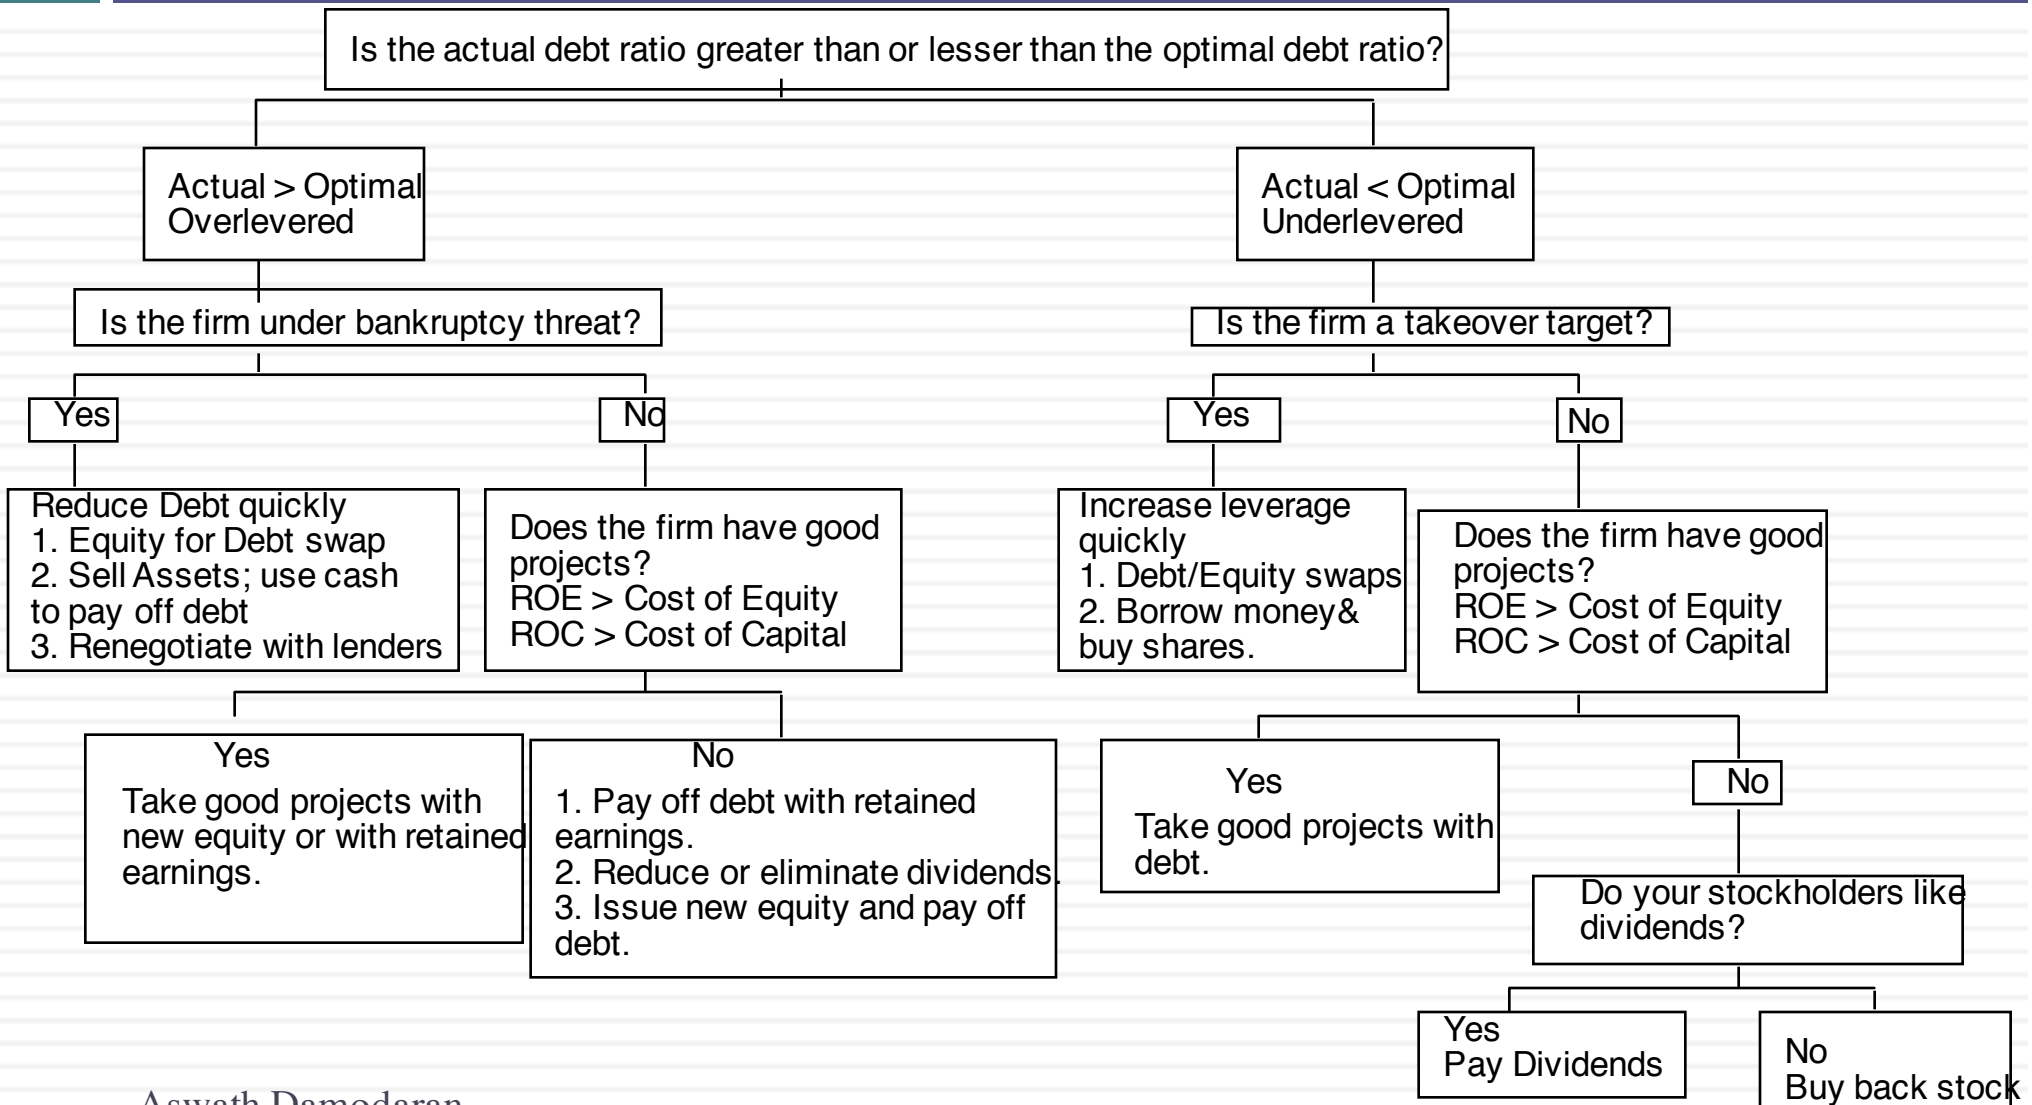 Is the actual debt ratio greater than or lesser than the optimal debt ratio?
Actual > Optimal
Overlevered
Actual < Optimal
Underlevered
Is the firm under bankruptcy threat?
Is the firm a takeover target?
Yes
No
Yes
No
Reduce Debt quickly
1. Equity for Debt swap
2. Sell Assets; use cash
to pay off debt
3. Renegotiate with lenders
Does the firm have good
projects?
ROE > Cost of Equity
ROC > Cost of Capital
Increase leverage
quickly
1. Debt/Equity swaps
2. Borrow money&
buy shares.
Does the firm have good
projects?
ROE > Cost of Equity
ROC > Cost of Capital
Yes
Take good projects with
new equity or with retained
earnings.
No
1. Pay off debt with retained
earnings.
2. Reduce or eliminate dividends.
3. Issue new equity and pay off
debt.
Yes
Take good projects with
debt.
No
Do your stockholders like
dividends?
Yes
Pay Dividends
No
Buy back stock
Aswath Damodaran